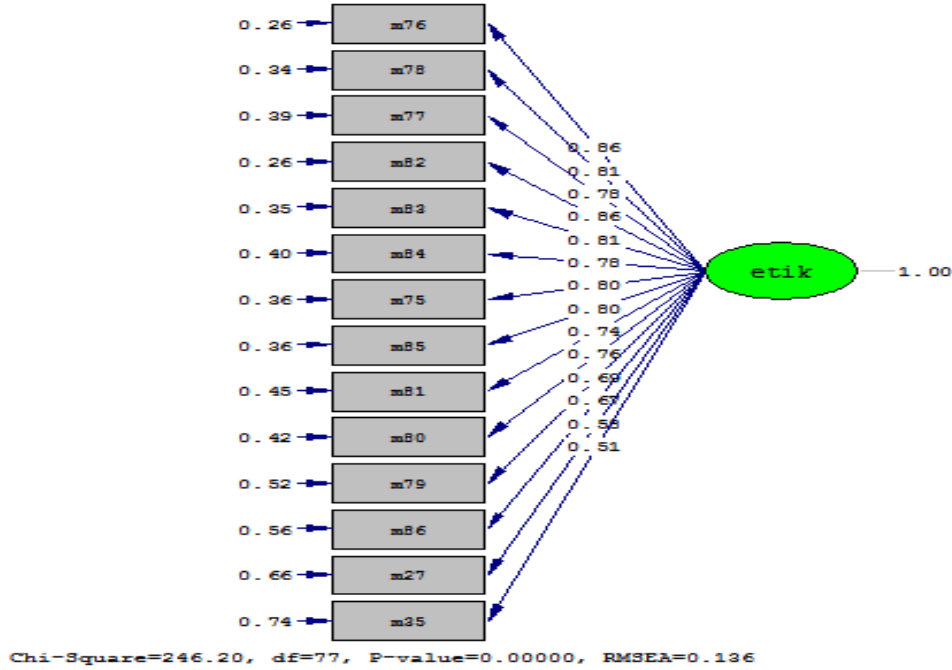 0.26 m76
0.34 m78
0.39 m77
0.26 m82
0.35 m83
0.40 m84
0.36 m75
0.36 m85
0.45 m81
0.42 m80
0.52 m79
0.56 m86
0.66 m27
0.74 m35
0.86
0.81
0.78
0.86
0.81
0.78
0.80
0.80
0.74
0.76
0.69
0.67
0.58
0.51
etik
1.00
Chi-Square=246.20, df=77, P-value=0.00000, RMSEA=0.136